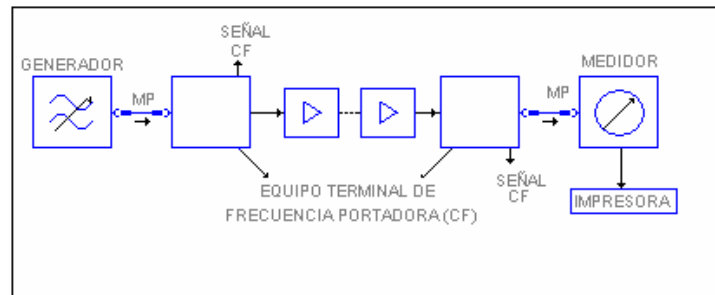 SEÑAL
CF
GENERADOR
MEDIDOR
MP
MP
SEÑAL
CF
EQUIPO TERMINAL DE
FRECUENCIA PORTADORA (CF)
IMPRESORA